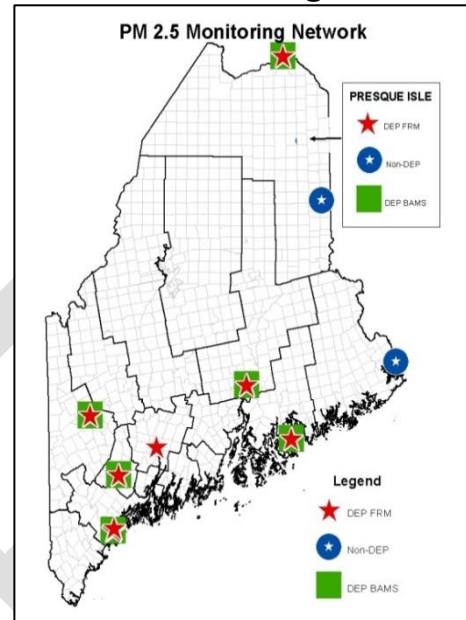 PM 2.5 Monitoring Network
PRESQUE ISLE
DEP FRM
Non-DEP
DEP BAMS
Legend
DEP FRM
Non-DEP
DEP BAMS